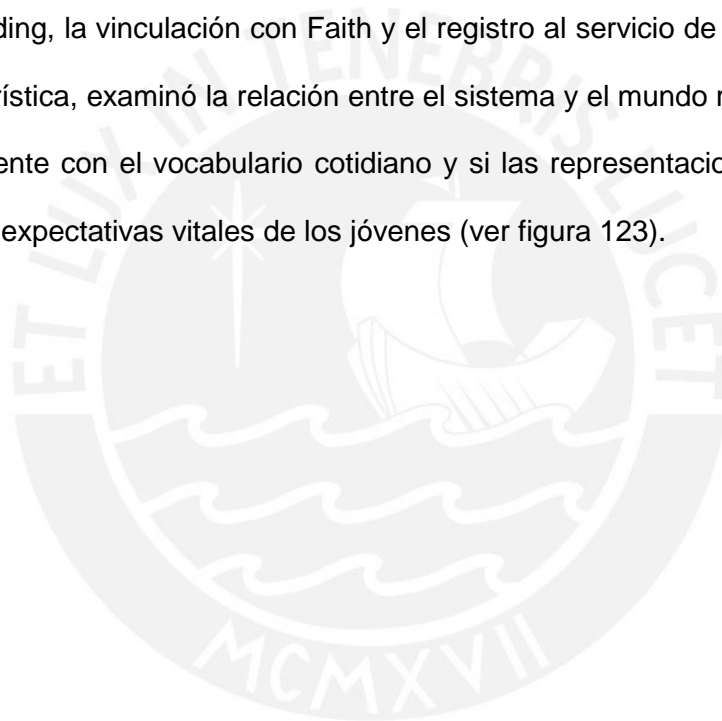 ding, la vinculación con Faith y el registro al servicio de
rística, examinó la relación entre el sistema y el mundo
ente con el vocabulario cotidiano y si las representacio
expectativas vitales de los jóvenes (ver figura 123).
ET LUX IN TENEBRIS LUCET
MCMXVII